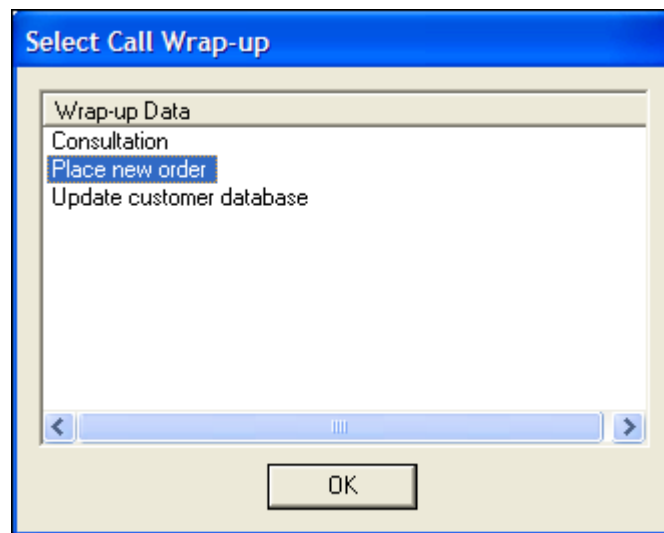 Select Call Wrap-up
Wrap-up Data
Consultation
Place new order
Update customer database
OK